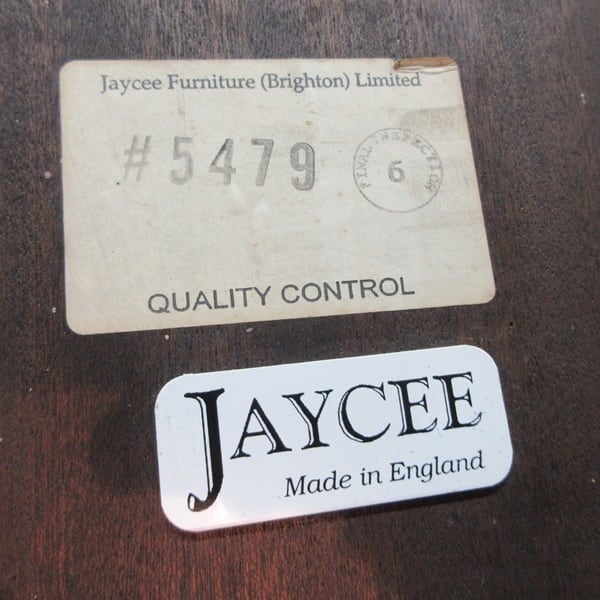 Jaycee Furniture (Brighton) Limited
#5479
FINAL INSPECTION
6
QUALITY CONTROL
JAYCEE
Made in England